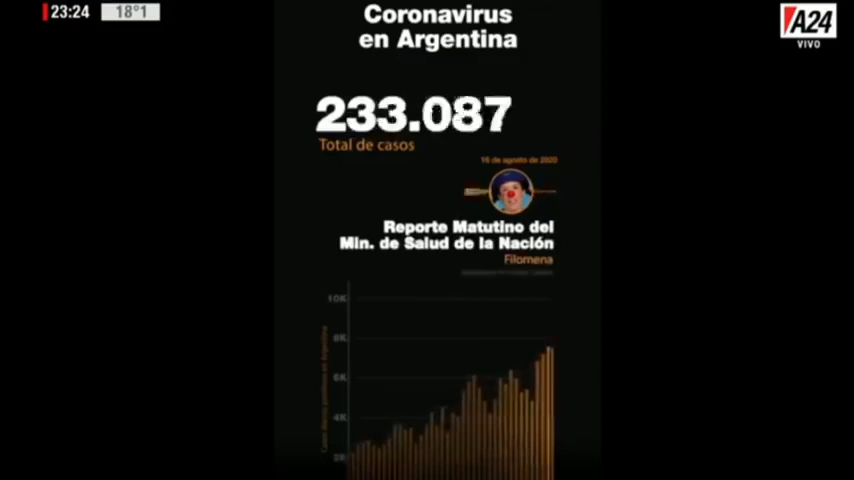 23:24
18°1
A24
VIVO
Coronavirus
en Argentina
233.087
Total de casos
16 de agosto de 2020
Reporte Matutino del
Min. de Salud de la Nación
Filomena
10K
8K
6K
4K
2K